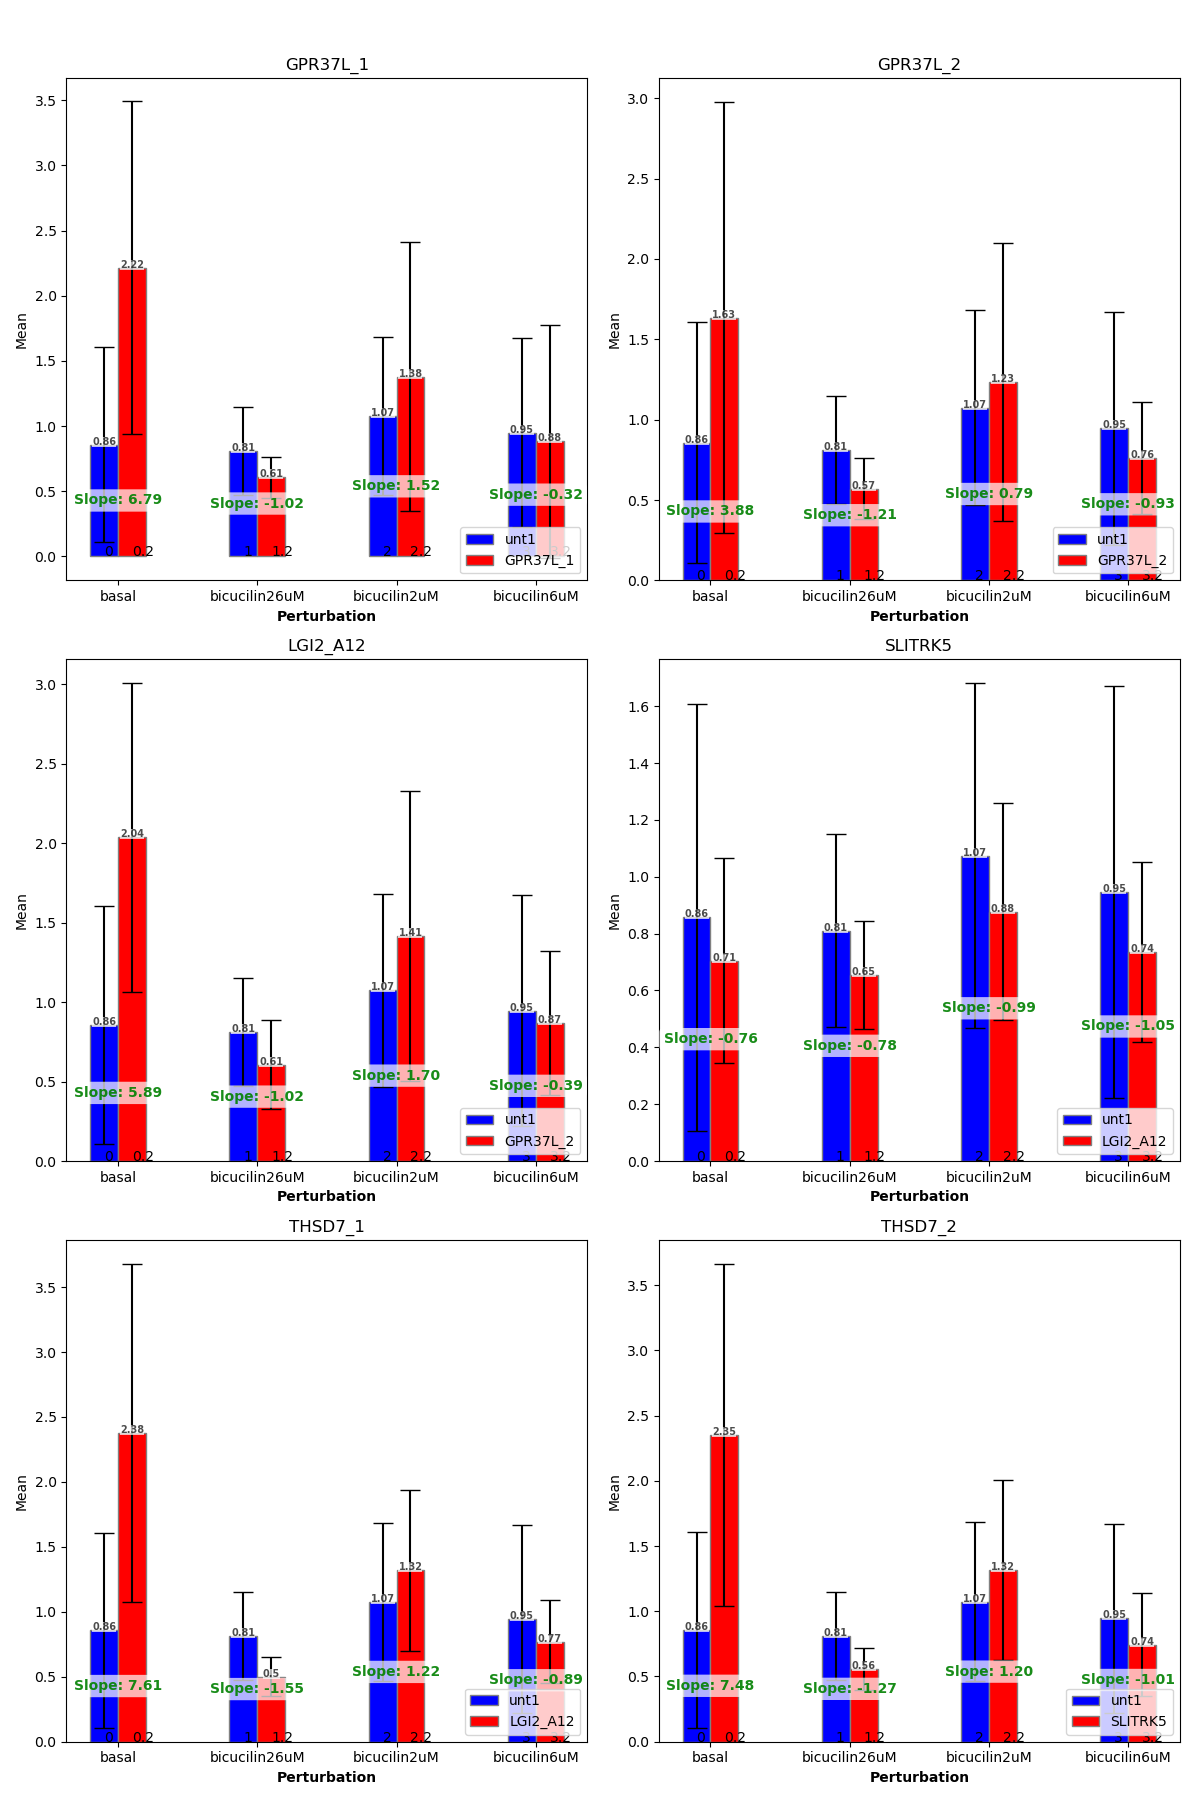 GPR37L_1
3.5
3.0
2.5
2.0
1.5
1.0
0.5
0.0
Mean
2.22
0.86
0.81
0.61
1.07
1.38
0.95
0.88
Slope: 6.79
Slope: -1.02
Slope: 1.52
Slope: -0.32
0 0.2 1 1.2 2 2.2 3.2
unt1
GPR37L_1
basal bicucilin26uM bicucilin2uM bicucilin6uM
Perturbation
GPR37L_2
3.0
2.5
2.0
1.5
1.0
0.5
0.0
Mean
0.86
1.63
0.81
0.57
1.07
1.23
0.95
0.76
Slope: 3.88
Slope: -1.21
Slope: 0.79
Slope: -0.93
0 0.2 1 1.2 2 2.2 3 3.2
unt1
GPR37L_2
basal bicucilin26uM bicucilin2uM bicucilin6uM
Perturbation
LGI2_A12
3.0
2.5
2.0
1.5
1.0
0.5
0.0
Mean
0.86
2.04
0.81
0.61
1.07
1.41
0.95
0.87
Slope: 5.89
Slope: -1.02
Slope: 1.70
Slope: -0.39
0 0.2 1 1.2 2 2.2 3 3.2
unt1
GPR37L_2
basal bicucilin26uM bicucilin2uM bicucilin6uM
Perturbation
SLITRK5
1.6
1.4
1.2
1.0
0.8
0.6
0.4
0.2
0.0
Mean
0.86
0.71
0.81
0.65
1.07
0.88
0.95
0.74
Slope: -0.76
Slope: -0.78
Slope: -0.99
Slope: -1.05
0 0.2 1 1.2 2 2.2 3 3.2
unt1
LGI2_A12
basal bicucilin26uM bicucilin2uM bicucilin6uM
Perturbation
THSD7_1
3.5
3.0
2.5
2.0
1.5
1.0
0.5
0.0
Mean
0.86
2.38
0.81
0.5
1.07
1.32
0.95
0.77
Slope: 7.61
Slope: -1.55
Slope: 1.22
Slope: -0.89
0 0.2 1 1.2 2 2.2 3 3.2
unt1
LGI2_A12
basal bicucilin26uM bicucilin2uM bicucilin6uM
Perturbation
THSD7_2
3.5
3.0
2.5
2.0
1.5
1.0
0.5
0.0
Mean
0.86
2.35
0.81
0.56
1.07
1.32
0.95
0.74
Slope: 7.48
Slope: -1.27
Slope: 1.20
Slope: -1.01
0 0.2 1 1.2 2 2.2 3 3.2
unt1
SLITRK5
basal bicucilin26uM bicucilin2uM bicucilin6uM
Perturbation